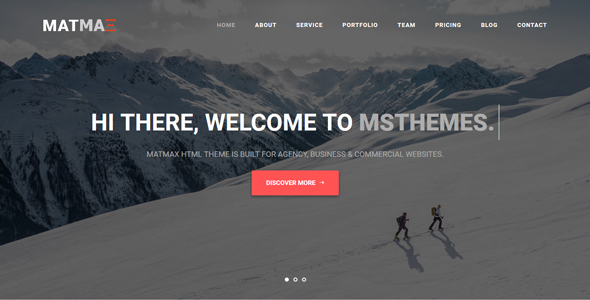 MATMAX
HOME ABOUT SERVICE PORTFOLIO TEAM PRICING BLOG CONTACT
HI THERE, WELCOME TO MSTHEMES.
MATMAX HTML THEME IS BUILT FOR AGENCY, BUSINESS & COMMERCIAL WEBSITES.
DISCOVER MORE →